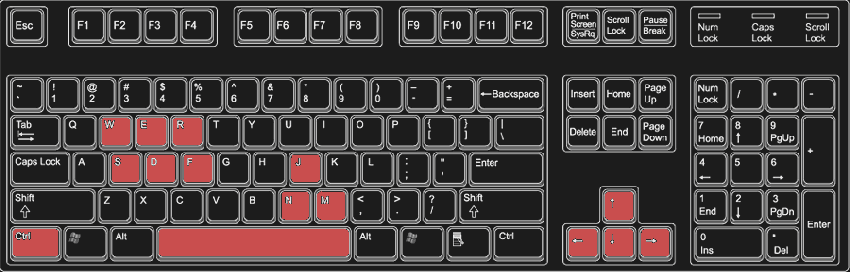 Esc F1 F2 F3 F4 F5 F6 F7 F8 F9 F10 F11 F12 Print Screen SysRq Scroll Lock Pause Break Num Lock Caps Lock Scroll Lock
~ ` ! 1 @ 2 # 3 $ 4 % 5 ^ 6 & 7 * 8 ( 9 ) 0 - - + = ←Backspace Insert Home Page Up Num Lock / * -
Tab Q W E R T Y U I O P { [ } ] | \ Delete End Page Down 7 Home 8 ↑ 9 PgUp +
Caps Lock A S D F G H J K L : ; " ' Enter 4 ← 5 6 →
Shift Z X C V B N M < , > . ? / Shift ↑ 1 End 2 ↓ 3 PgDn Enter
Ctrl Alt Alt Ctrl ← ↓ → 0 Ins * Del